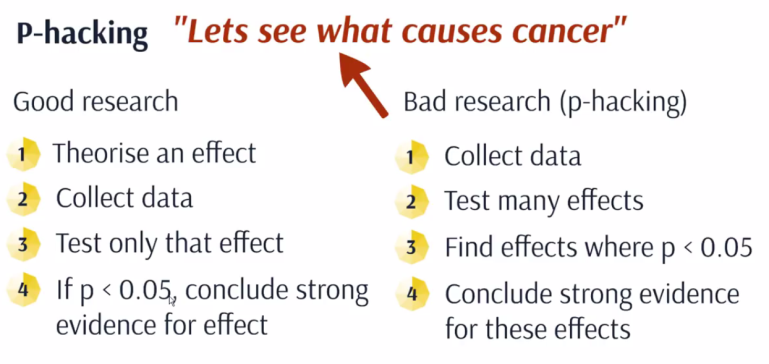 P-hacking "Lets see what causes cancer"
Good research
1 Theorise an effect
2 Collect data
3 Test only that effect
4 If p < 0.05, conclude strong
evidence for effect
Bad research (p-hacking)
1 Collect data
2 Test many effects
3 Find effects where p < 0.05
4 Conclude strong evidence
for these effects